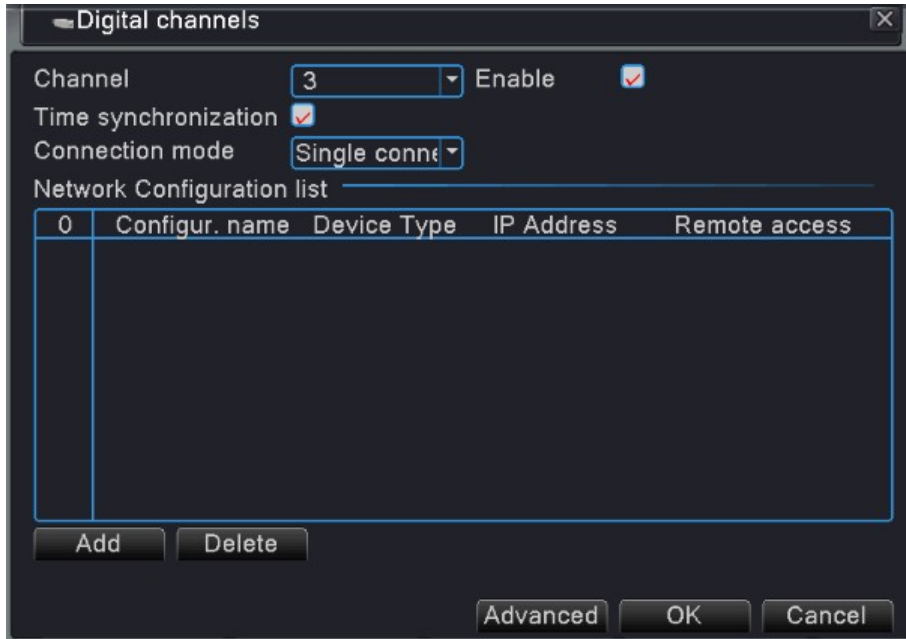 Digital channels
Channel 3 Enable
Time synchronization
Connection mode Single conne
Network Configuration list
0 Configur. name Device Type IP Address Remote access
Add Delete
Advanced OK Cancel